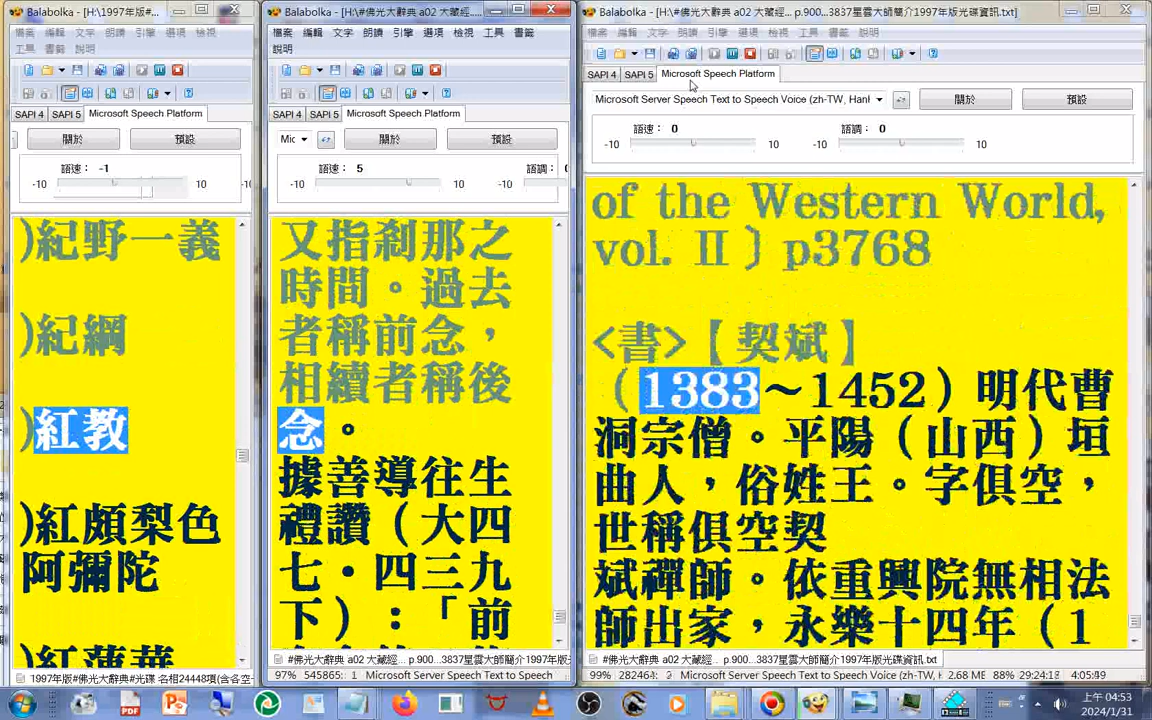 Balabolka - [H:\1997年版#...
檔案 編輯 文字 朗讀 引擎 選項 檢視
工具 書籤 說明
SAPI 4 SAPI 5 Microsoft Speech Platform
關於 預設
語速： -1
-10 10
)紀野一義
)紀綱
)紅教
)紅頗梨色
阿彌陀
)紅蓮華
1997年版#佛光大辭典#光碟 名相24448項(含各空
Balabolka - [H:\#佛光大辭典 a02 大藏經...
檔案 編輯 文字 朗讀 引擎 選項 檢視 工具 書籤
說明
SAPI 4 SAPI 5 Microsoft Speech Platform
Mic 關於 預設
語速： 5 語調：
-10 10 -10
又指剎那之
時間。過去
者稱前念，
相續者稱後
念。
據善導往生
禮讚（大四
七・四三九
下）：「前
#佛光大辭典 a02 大藏經... p.900...3837星雲大師簡介1997年版光
97% 545865: Microsoft Server Speech Text to Speech
Balabolka - [H:\#佛光大辭典 a02 大藏經... p.900...3837星雲大師簡介1997年版光碟資訊.txt]
檔案 編輯 文字 朗讀 引擎 選項 檢視 工具 書籤 說明
SAPI 4 SAPI 5 Microsoft Speech Platform
Microsoft Server Speech Text to Speech Voice (zh-TW, Hanl 關於 預設
語速： 0 語調： 0
-10 10 -10 10
of the Western World,
vol. Ⅱ〕p3768
<書>【契斌】
（1383～1452）明代曹
洞宗僧。平陽（山西）垣
曲人，俗姓王。字俱空，
世稱俱空契
斌禪師。依重興院無相法
師出家，永樂十四年（1
#佛光大辭典 a02 大藏經... p.900...3837星雲大師簡介1997年版光碟資訊.txt
99% 282464: Microsoft Server Speech Text to Speech Voice (zh-TW, 2.68 MB 88% 29:24:18 4:05:49
上午 04:53
2024/1/31